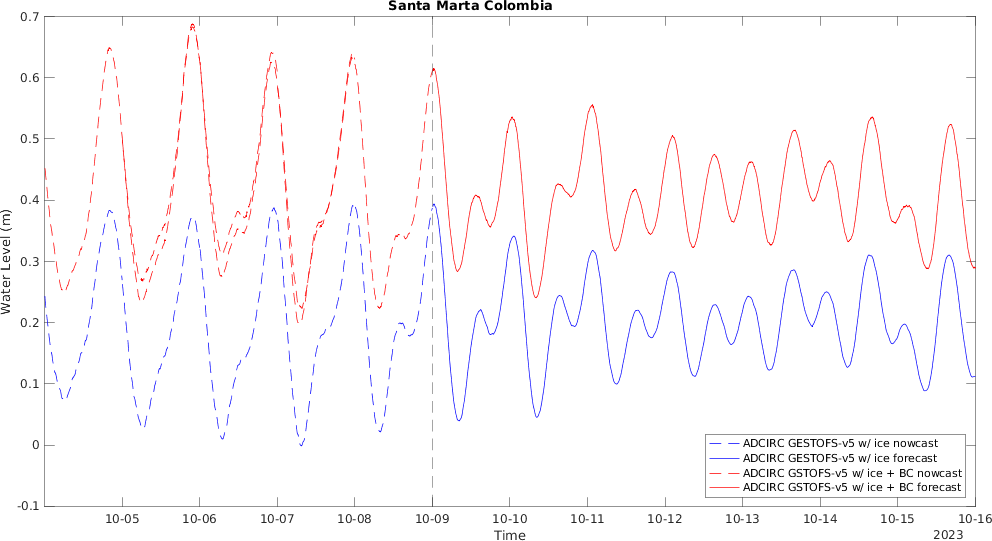 Santa Marta Colombia
0.7
0.6
0.5
0.4
0.3
0.2
0.1
0
-0.1
Water Level (m)
ADCIRC GESTOFS-v5 w/ ice nowcast
ADCIRC GESTOFS-v5 w/ ice forecast
ADCIRC GSTOFS-v5 w/ ice + BC nowcast
ADCIRC GSTOFS-v5 w/ ice + BC forecast
10-05 10-06 10-07 10-08 10-09 10-10 10-11 10-12 10-13 10-14 10-15 10-16
Time
2023